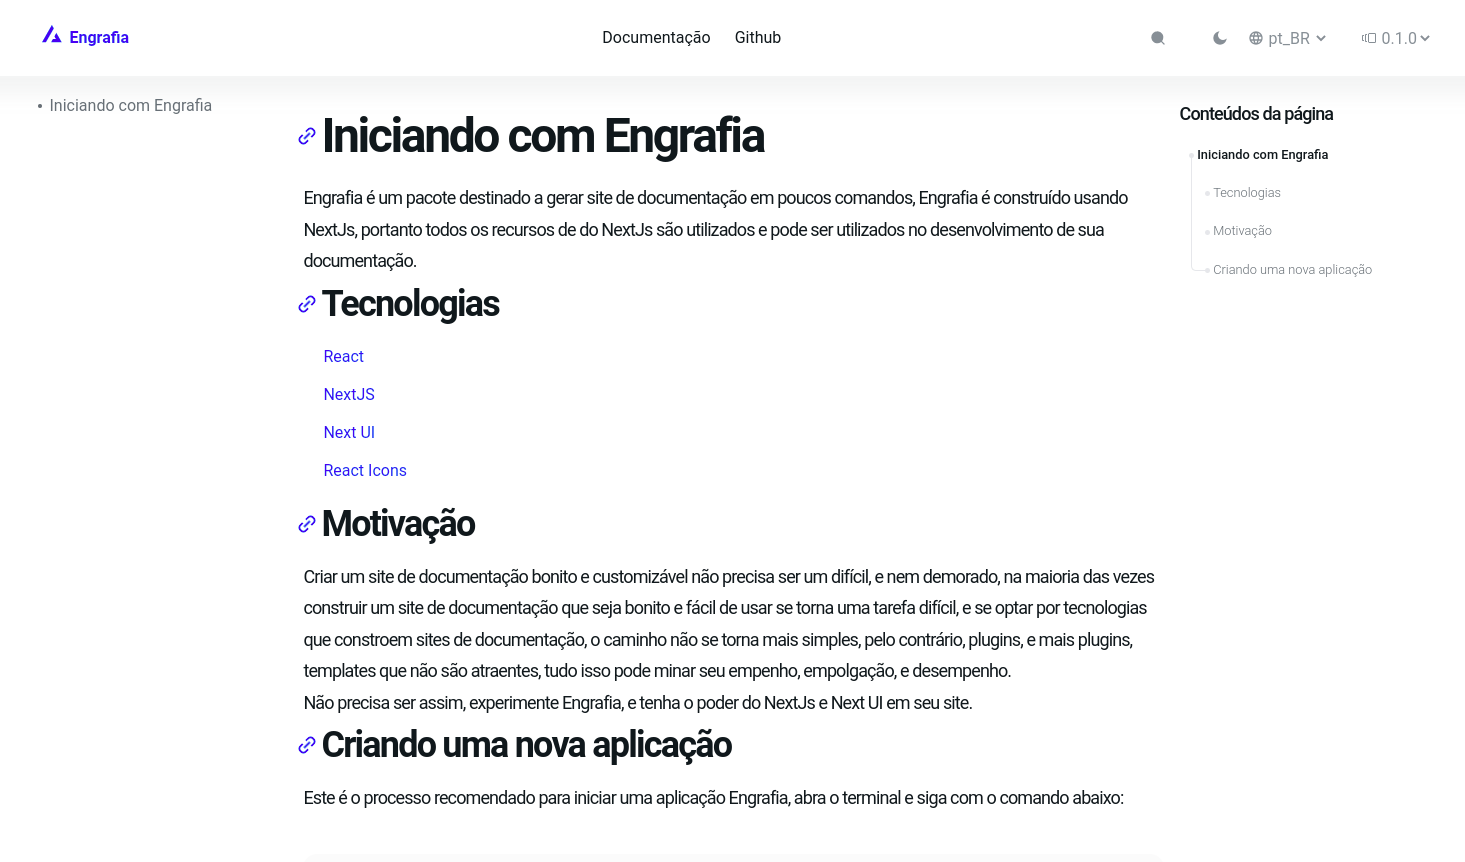 Engrafia
Documentação
Github
pt_BR
0.1.0
Iniciando com Engrafia
Iniciando com Engrafia
Engrafia é um pacote destinado a gerar site de documentação em poucos comandos, Engrafia é construído usando
NextJs, portanto todos os recursos de do NextJs são utilizados e pode ser utilizados no desenvolvimento de sua
documentação.
Tecnologias
React
NextJS
Next UI
React Icons
Motivação
Criar um site de documentação bonito e customizável não precisa ser um difícil, e nem demorado, na maioria das vezes
construir um site de documentação que seja bonito e fácil de usar se torna uma tarefa difícil, e se optar por tecnologias
que constroem sites de documentação, o caminho não se torna mais simples, pelo contrário, plugins, e mais plugins,
templates que não são atraentes, tudo isso pode minar seu empenho, empolgação, e desempenho.
Não precisa ser assim, experimente Engrafia, e tenha o poder do NextJs e Next UI em seu site.
Criando uma nova aplicação
Este é o processo recomendado para iniciar uma aplicação Engrafia, abra o terminal e siga com o comando abaixo:
Conteúdos da página
Iniciando com Engrafia
Tecnologias
Motivação
Criando uma nova aplicação